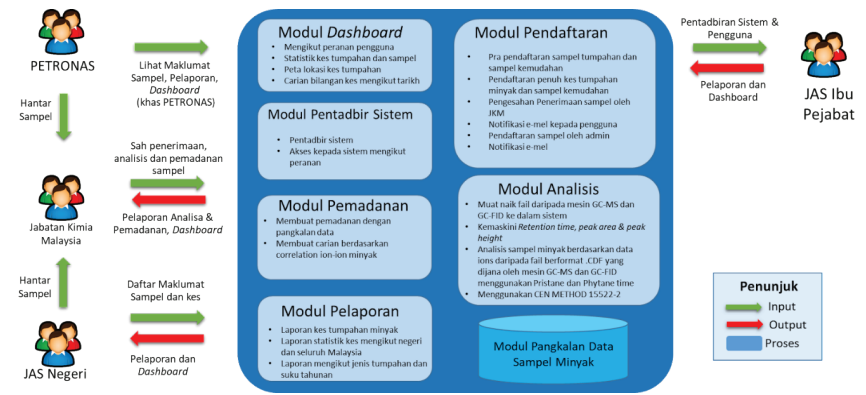 PETRONAS
Lihat Maklumat
Sampel, Pelaporan,
Dashboard
(khas PETRONAS)
Hantar
Sampel
Sah penerimaan,
analisis dan pemadanan
sampel
Jabatan Kimia
Malaysia
Pelaporan Analisa &
Pemadanan, Dashboard
Hantar
Sampel
Daftar Maklumat
Sampel dan kes
JAS Negeri
Pelaporan dan
Dashboard
Modul Dashboard
• Mengikut peranan pengguna
• Statistik kes tumpahan dan sampel
• Peta lokasi kes tumpahan
• Carian bilangan kes mengikut tarikh
Modul Pentadbir Sistem
• Pentadbir sistem
• Akses kepada sistem mengikut
peranan
Modul Pemadanan
• Membuat pemadanan dengan
pangkalan data
• Membuat carian berdasarkan
correlation ion-ion minyak
Modul Pelaporan
• Laporan kes tumpahan minyak
• Laporan statistik kes mengikut negeri
dan seluruh Malaysia
• Laporan mengikut jenis tumpahan dan
suku tahunan
Modul Pendaftaran
• Pra pendaftaran sampel tumpahan dan
sampel kemudahan
• Pendaftaran penuh kes tumpahan
minyak dan sampel kemudahan
• Pengesahan Penerimaan sampel oleh
JKM
• Notifikasi e-mel kepada pengguna
• Pendaftaran sampel oleh admin
• Notifikasi e-mel
Modul Analisis
• Muat naik fail daripada mesin GC-MS dan
GC-FID ke dalam sistem
• Kemaskini Retention time, peak area & peak
height
• Analisis sampel minyak berdasarkan data
ions daripada fail berformat .CDF yang
dijana oleh mesin GC-MS dan GC-FID
menggunakan Pristane dan Phytane time
• Menggunakan CEN METHOD 15522-2
Modul Pangkalan Data
Sampel Minyak
Pentadbiran Sistem &
Pengguna
Pelaporan dan
Dashboard
JAS Ibu
Pejabat
Penunjuk
Input
Output
Proses